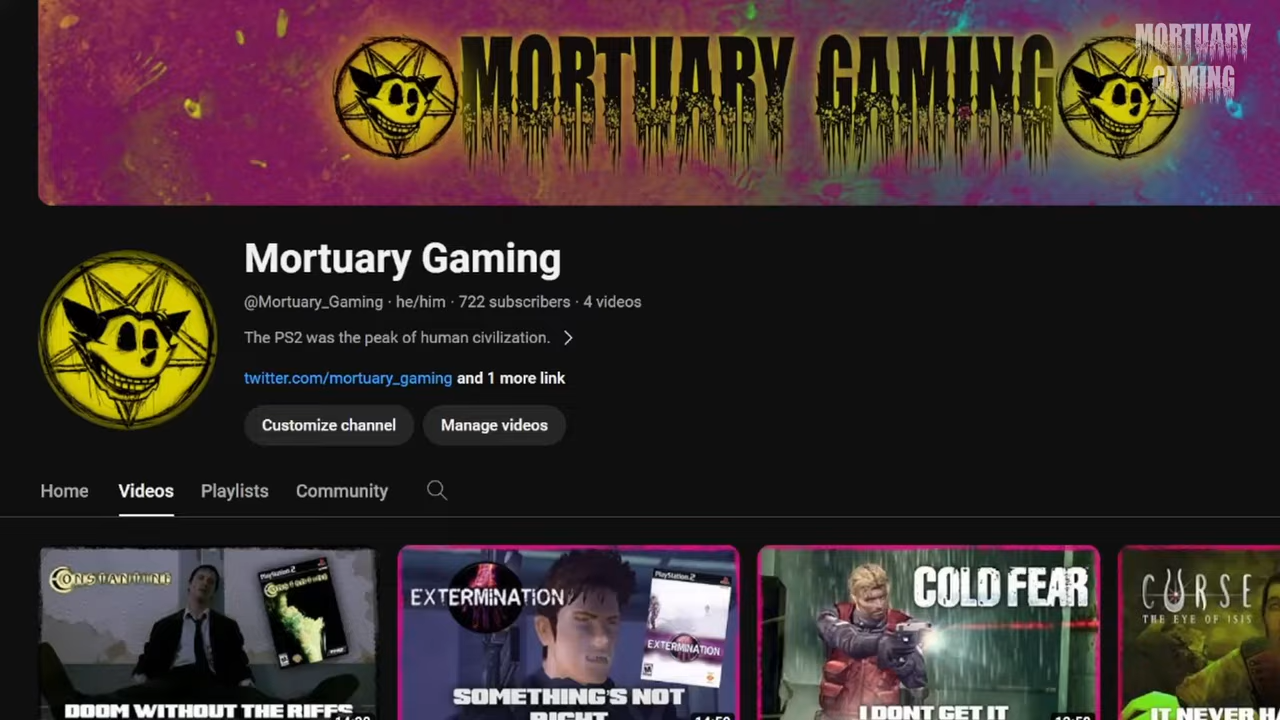 MORTUARY GAMING
MORTUARY
GAMING
Mortuary Gaming
@Mortuary_Gaming · he/him · 722 subscribers · 4 videos
The PS2 was the peak of human civilization.
twitter.com/mortuary_gaming and 1 more link
Customize channel
Manage videos
Home
Videos
Playlists
Community
CONSTANTINE
PlayStation 2
CONSTANTINE
DOOM WITHOUT THE RIFFS
EXTERMINATION
PlayStation 2
EXTERMINATION
SOMETHING'S NOT
RIGHT
COLD FEAR
I DONT GET IT
CURSE
THE EYE OF ISIS
IT NEVER